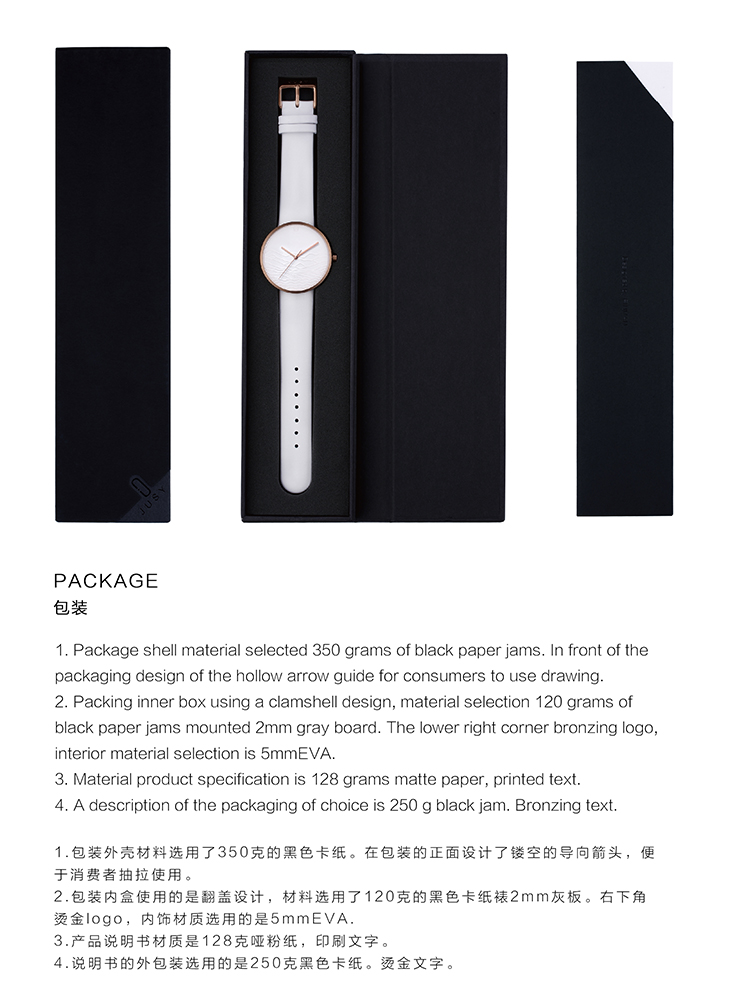 JUSY
PACKAGE
包装
1. Package shell material selected 350 grams of black paper jams. In front of the
packaging design of the hollow arrow guide for consumers to use drawing.
2. Packing inner box using a clamshell design, material selection 120 grams of
black paper jams mounted 2mm gray board. The lower right corner bronzing logo,
interior material selection is 5mmEVA.
3. Material product specification is 128 grams matte paper, printed text.
4. A description of the packaging of choice is 250 g black jam. Bronzing text.
1.包装外壳材料选用了350克的黑色卡纸。在包装的正面设计了镂空的导向箭头，便
于消费者抽拉使用。
2.包装内盒使用的是翻盖设计，材料选用了120克的黑色卡纸裱2mm灰板。右下角
烫金logo，内饰材质选用的是5mmEVA.
3.产品说明书材质是128克哑粉纸，印刷文字。
4.说明书的外包装选用的是250克黑色卡纸。烫金文字。